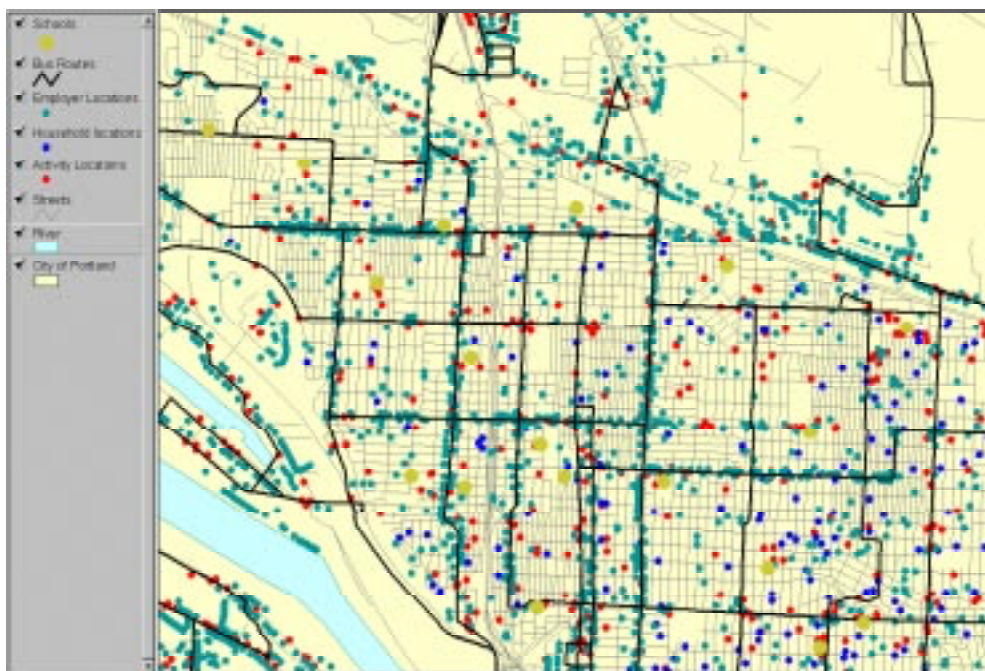 Schools
Bus Routes
Employer Locations
Household locations
Activity Locations
Streets
River
City of Portland